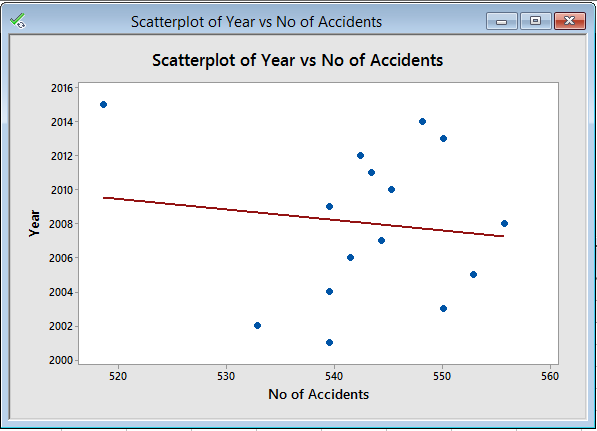 Scatterplot of Year vs No of Accidents
Scatterplot of Year vs No of Accidents
2016
2014
2012
2010
2008
2006
2004
2002
2000
Year
520 530 540 550 560
No of Accidents